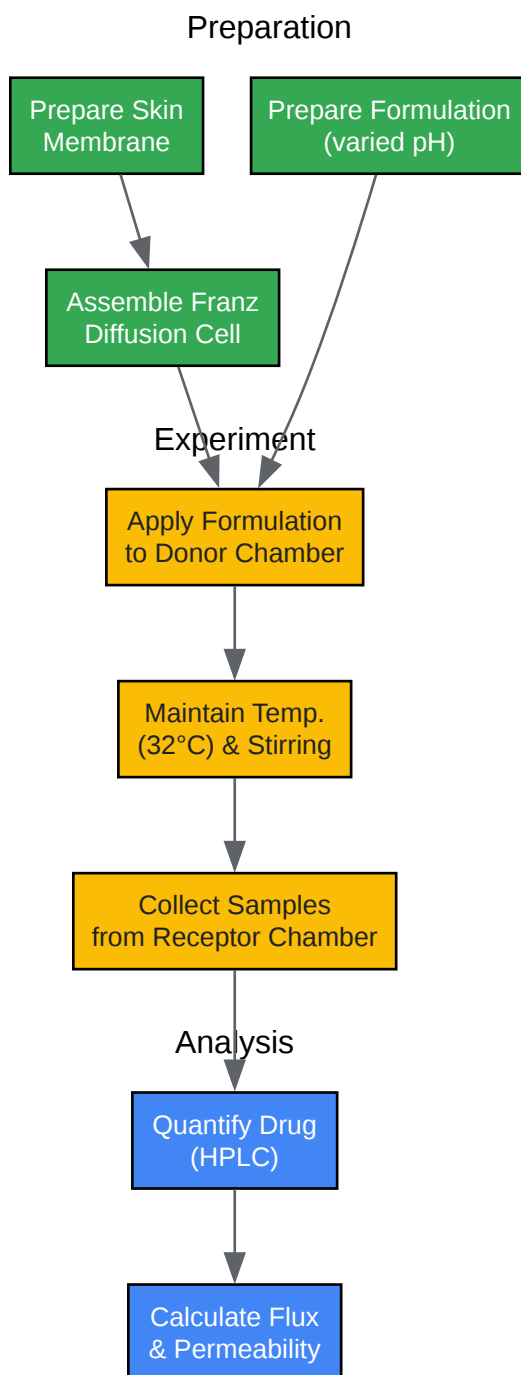 Preparation
Prepare Skin
Membrane
Prepare Formulation
(varied pH)
Assemble Franz
Diffusion Cell
Experiment
Apply Formulation
to Donor Chamber
Maintain Temp.
(32°C) & Stirring
Collect Samples
from Receptor Chamber
Analysis
Quantify Drug
(HPLC)
Calculate Flux
& Permeability